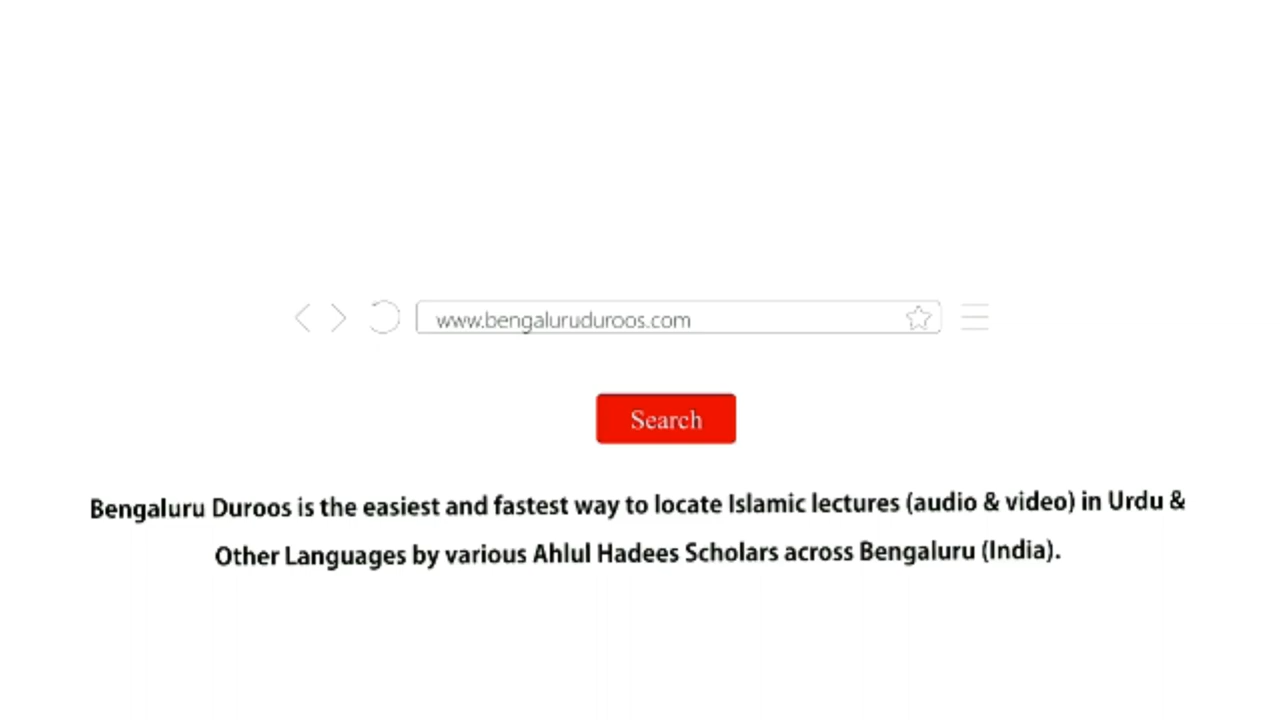 www.bengaluruduroos.com
Search
Bengaluru Duroos is the easiest and fastest way to locate Islamic lectures (audio & video) in Urdu &
Other Languages by various Ahlul Hadees Scholars across Bengaluru (India).